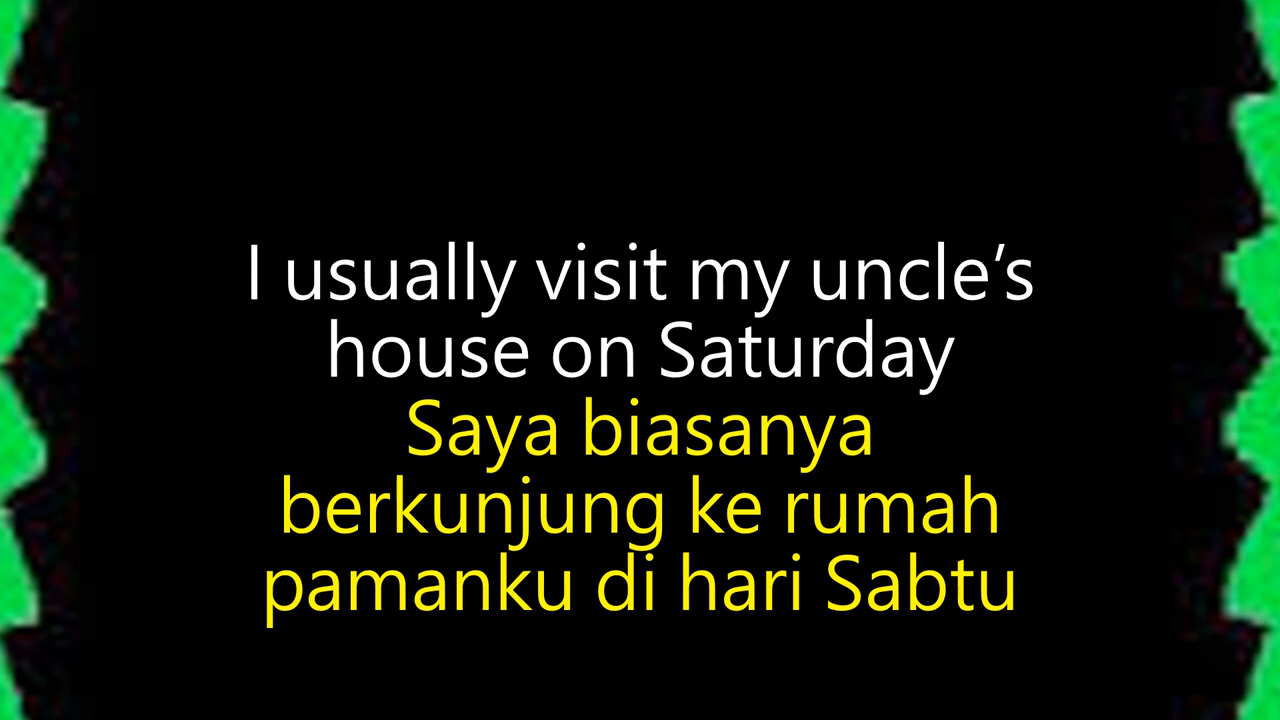 I usually visit my uncle’s
house on Saturday
Saya biasanya
berkunjung ke rumah
pamanku di hari Sabtu